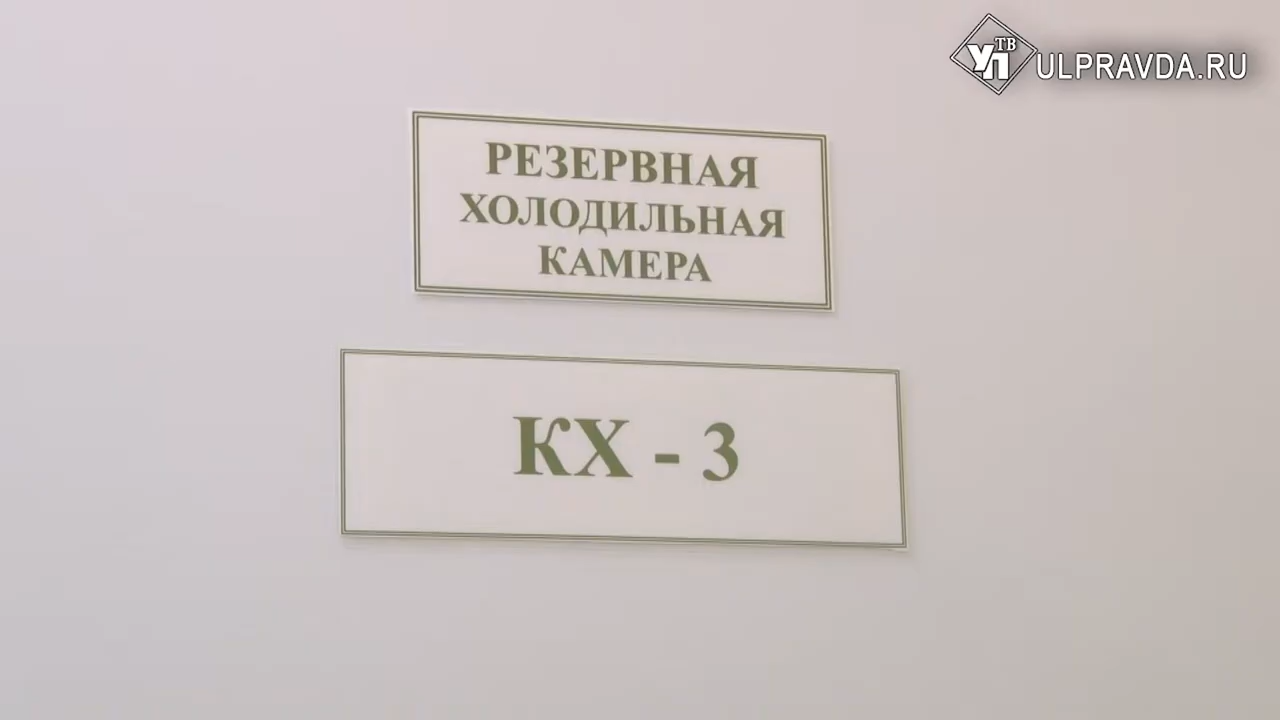 УП ТВ
ULPRAVDA.RU
РЕЗЕРВНАЯ
ХОЛОДИЛЬНАЯ
КАМЕРА
КХ - 3